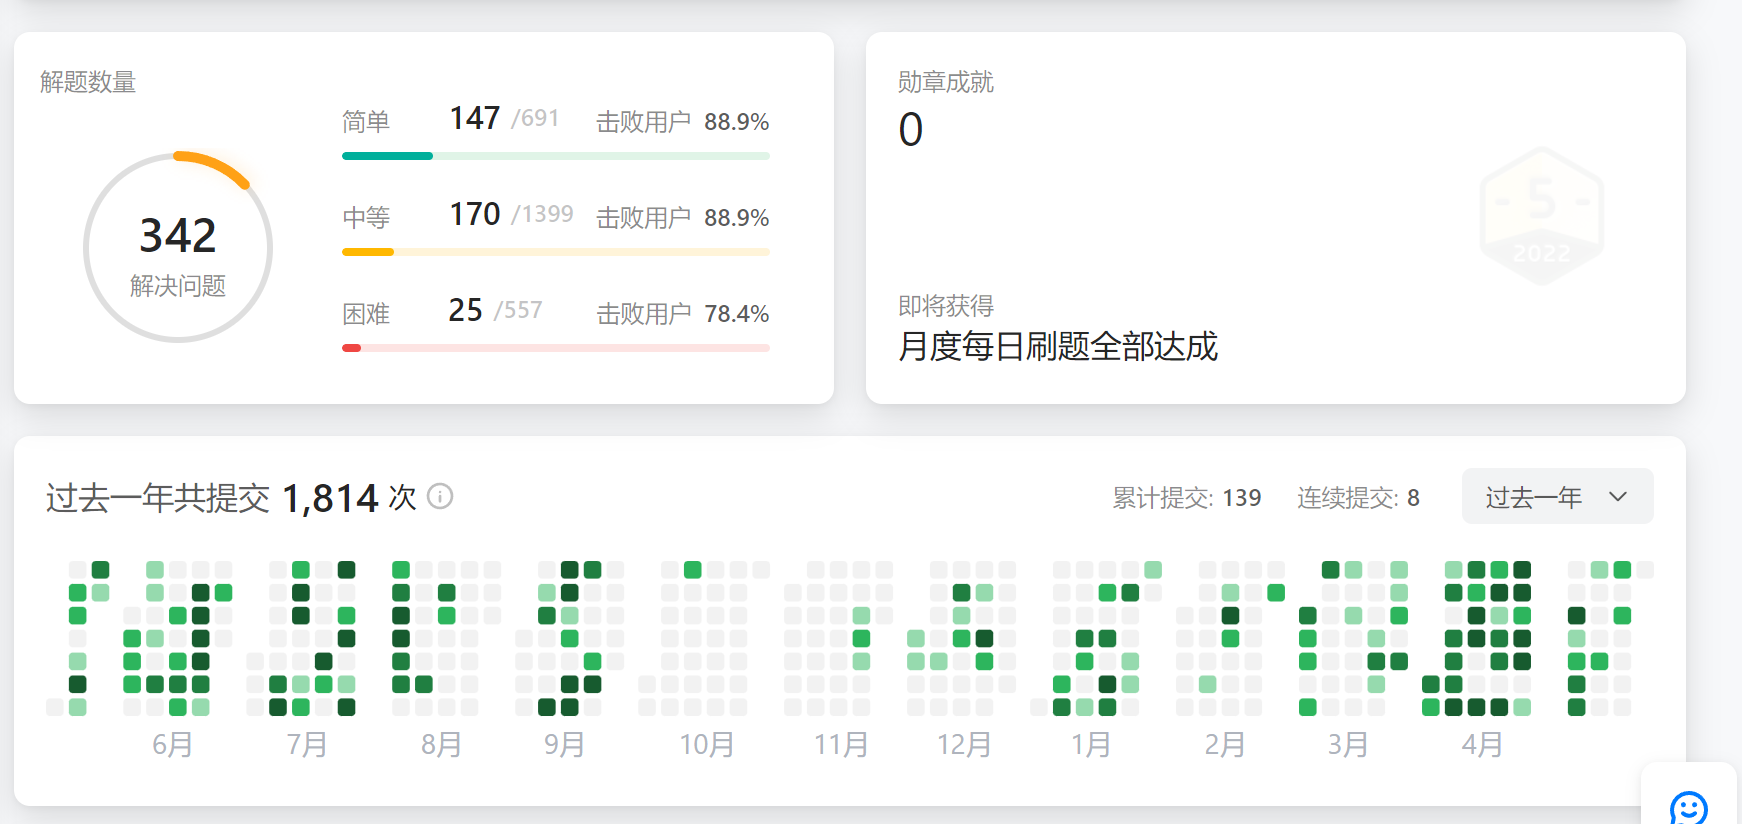 解题数量
342
解决问题
简单 147 /691 击败用户 88.9%
中等 170 /1399 击败用户 88.9%
困难 25 /557 击败用户 78.4%
勋章成就
0
5
2022
即将获得
月度每日刷题全部达成
过去一年共提交 1,814 次
累计提交: 139 连续提交: 8 过去一年
6月 7月 8月 9月 10月 11月 12月 1月 2月 3月 4月